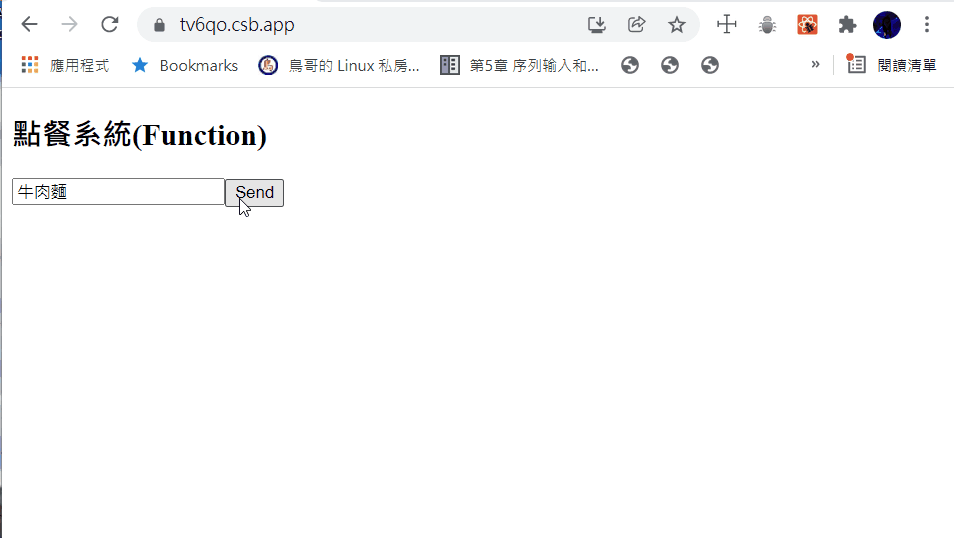 tv6qo.csb.app
應用程式 Bookmarks 鳥哥的 Linux 私房... 第5章 序列输入和... » 閱讀清單
點餐系統(Function)
牛肉麵 Send